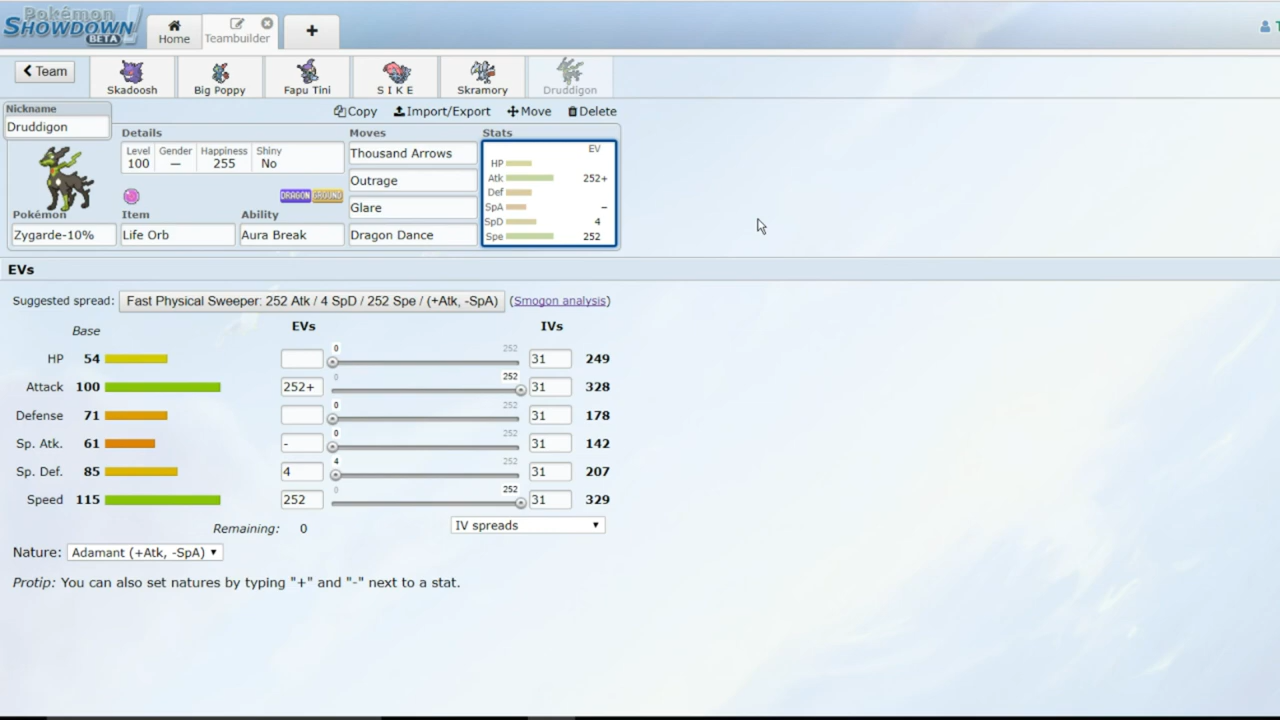 Pokémon
SHOWDOWN!
BETA
Home
Teambuilder
+
T
Team
Skadoosh
Big Poppy
Fapu Tini
S I K E
Skramory
Druddigon
Nickname
Druddigon
Copy Import/Export Move Delete
Details
Level Gender Happiness Shiny
100 — 255 No
DRAGON GROUND
Pokémon Item Ability
Zygarde-10% Life Orb Aura Break
Moves
Thousand Arrows
Outrage
Glare
Dragon Dance
Stats
EV
HP
Atk 252+
Def
SpA –
SpD 4
Spe 252
EVs
Suggested spread: Fast Physical Sweeper: 252 Atk / 4 SpD / 252 Spe / (+Atk, -SpA) (Smogon analysis)
Base EVs IVs
0 252
HP 54 31 249
0 252
Attack 100 252+ 31 328
0 252
Defense 71 31 178
0 252
Sp. Atk. 61 - 31 142
4 252
Sp. Def. 85 4 31 207
0 252
Speed 115 252 31 329
Remaining: 0 IV spreads
Nature: Adamant (+Atk, -SpA)
Protip: You can also set natures by typing "+" and "-" next to a stat.